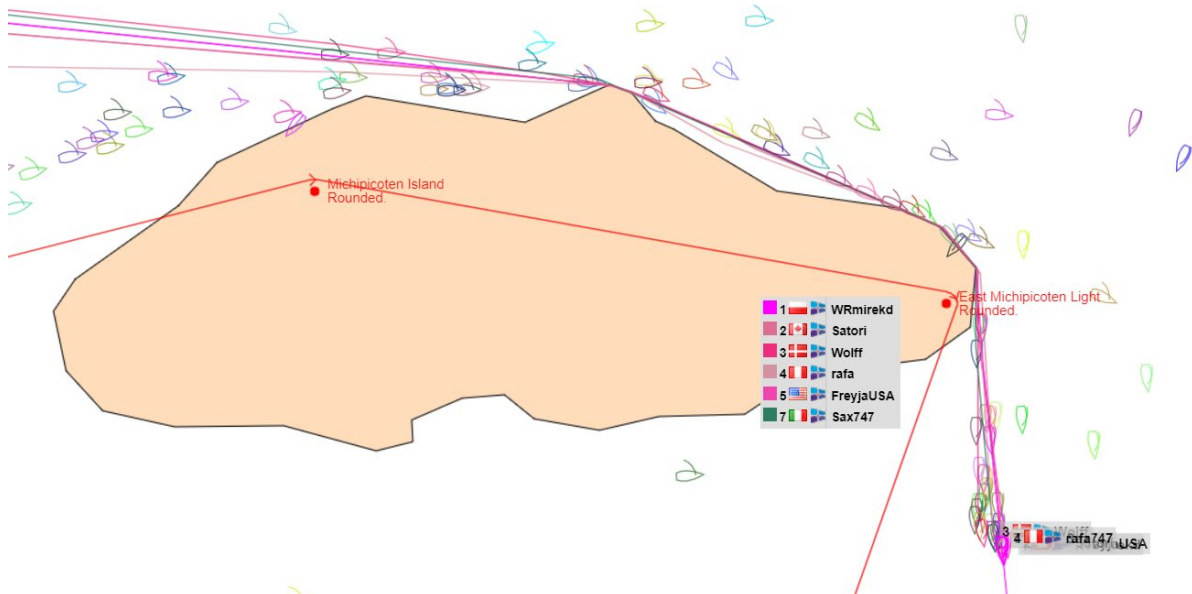 Michipicoten Island
Rounded.
East Michipicoten Light
Rounded.
1 WRmirekd
2 Satori
3 Wolff
4 rafa
5 FreyjaUSA
7 Sax747
3 Wolff
4 rafa747
USA